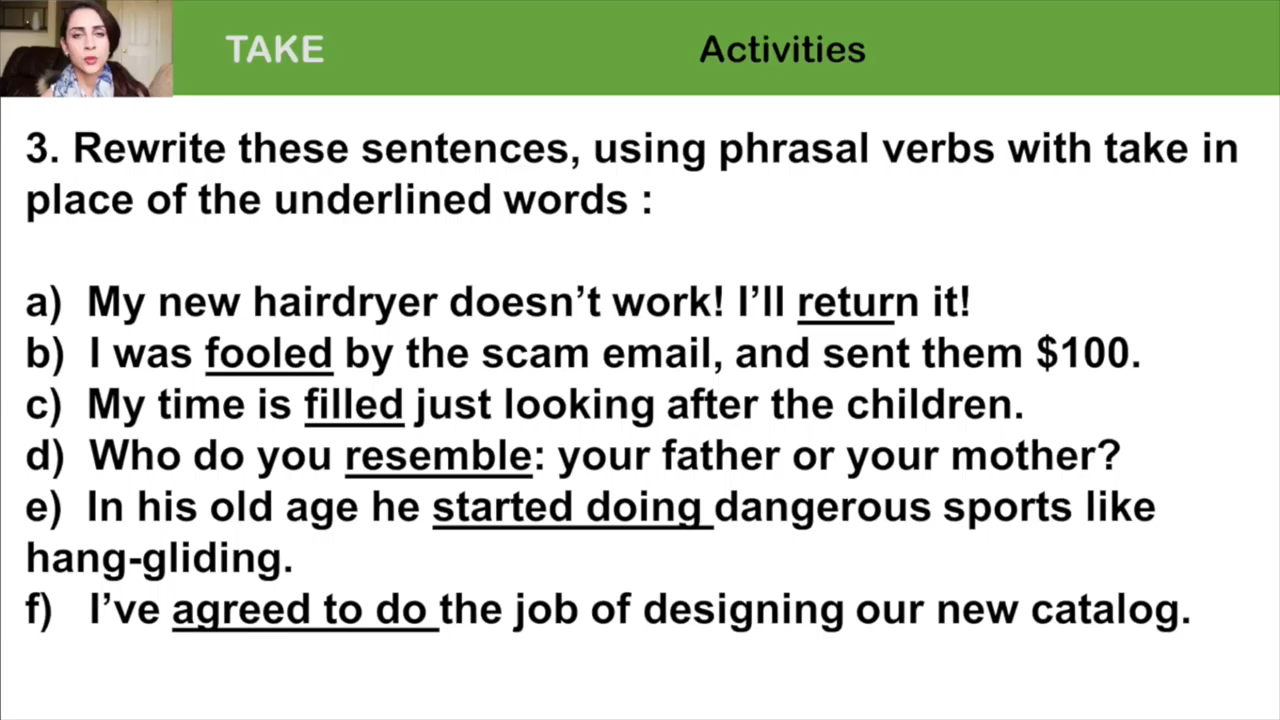 TAKE
Activities
3. Rewrite these sentences, using phrasal verbs with take in
place of the underlined words :
a) My new hairdryer doesn’t work! I’ll return it!
b) I was fooled by the scam email, and sent them $100.
c) My time is filled just looking after the children.
d) Who do you resemble: your father or your mother?
e) In his old age he started doing dangerous sports like
hang-gliding.
f) I’ve agreed to do the job of designing our new catalog.